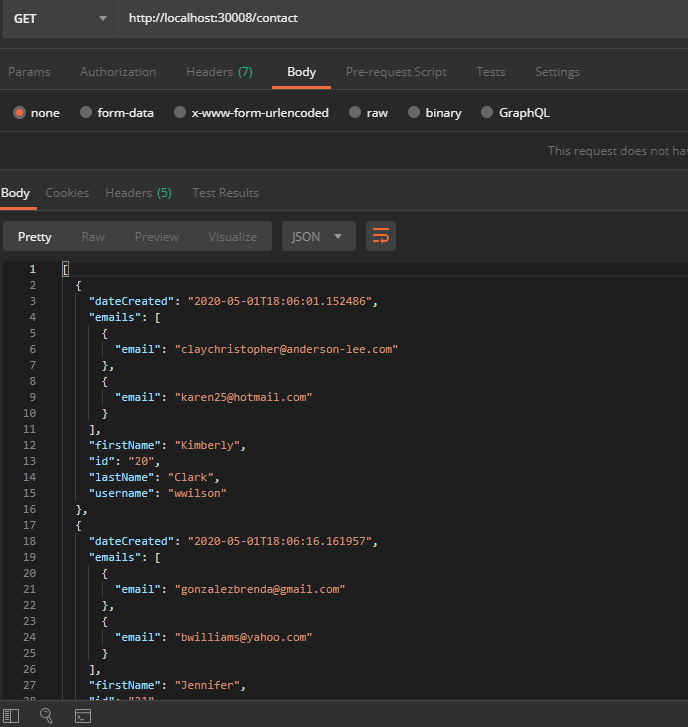 GET http://localhost:30008/contact
Params Authorization Headers (7) Body Pre-request Script Tests Settings
none form-data x-www-form-urlencoded raw binary GraphQL
This request does not hav
Body Cookies Headers (5) Test Results
Pretty Raw Preview Visualize JSON
1 [
2 {
3 "dateCreated": "2020-05-01T18:06:01.152486",
4 "emails": [
5 {
6 "email": "claychristopher@anderson-lee.com"
7 },
8 {
9 "email": "karen25@hotmail.com"
10 }
11 ],
12 "firstName": "Kimberly",
13 "id": "20",
14 "lastName": "Clark",
15 "username": "wwilson"
16 },
17 {
18 "dateCreated": "2020-05-01T18:06:16.161957",
19 "emails": [
20 {
21 "email": "gonzalezbrenda@gmail.com"
22 },
23 {
24 "email": "bwilliams@yahoo.com"
25 }
26 ],
27 "firstName": "Jennifer",
28 "id": "21"